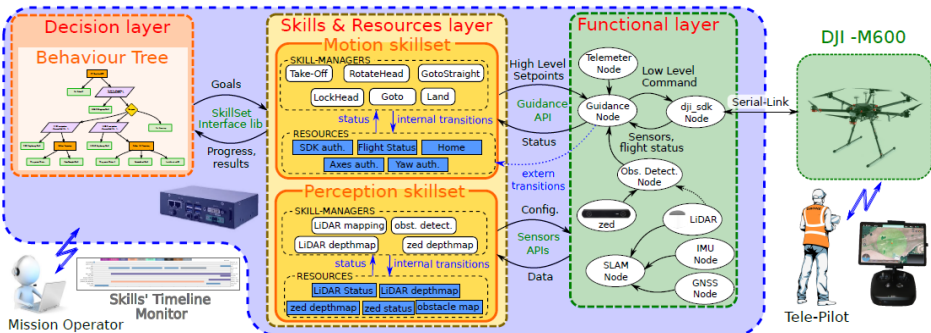 Decision layer
Behaviour Tree
Goals
SkillSet
Interface lib
Progress,
results
Mission Operator
Skills' Timeline
Monitor
Skills & Resources layer
Motion skillset
SKILL-MANAGERS
Take-Off
RotateHead
GotoStraight
LockHead
Goto
Land
status
internal transitions
RESOURCES
SDK auth.
Flight Status
Home
Axes auth.
Yaw auth.
Perception skillset
SKILL-MANAGERS
LiDAR mapping
obst. detect.
LiDAR depthmap
zed depthmap
status
internal transitions
RESOURCES
LiDAR Status
LiDAR depthmap
zed depthmap
zed status
obstacle map
High Level
Setpoints
Guidance
API
Status
extern
transitions
Config.
Sensors
APIs
Data
Functional layer
Telemeter
Node
Low Level
Command
Guidance
Node
dji_sdk
Node
Sensors,
flight status
Obs. Detect.
Node
zed
LiDAR
SLAM
Node
IMU
Node
GNSS
Node
Serial-Link
DJI -M600
Tele-Pilot